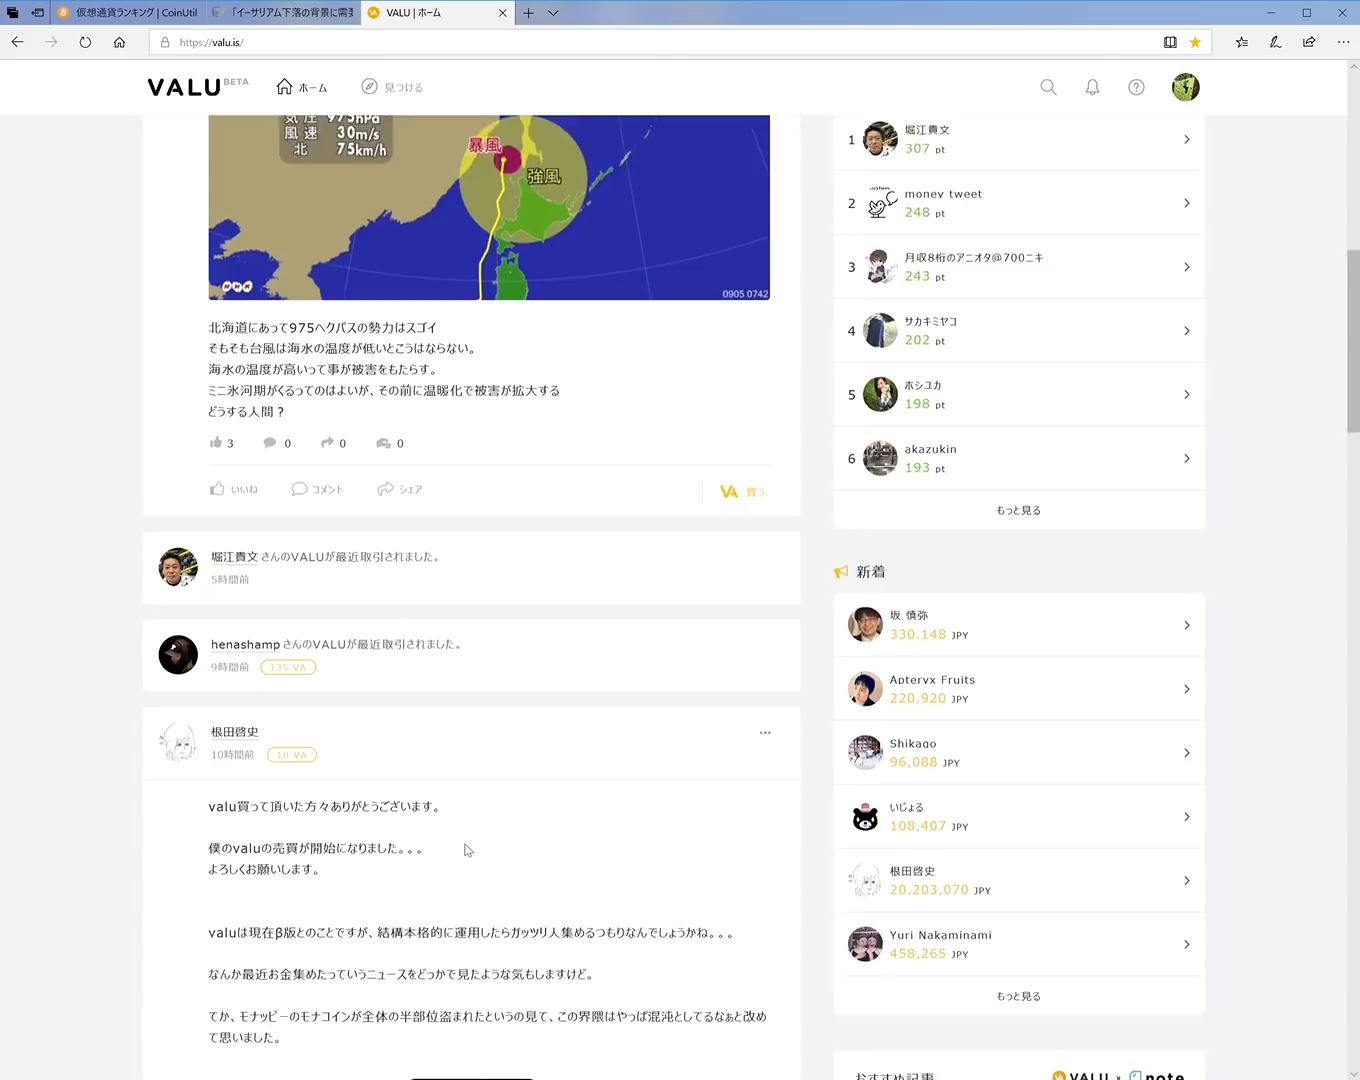 仮想通貨ランキング | CoinUtil
「イーサリアム下落の背景に需要
VALU | ホーム
https://valu.is/
VALU BETA
ホーム
見つける
気圧 975hPa
風速 30m/s
北 75km/h
暴風
強風
NHK
0905 0742
北海道にあって975ヘクパスの勢力はスゴイ
そもそも台風は海水の温度が低いとこうはならない。
海水の温度が高いって事が被害をもたらす。
ミニ氷河期がくるってのはよいが、その前に温暖化で被害が拡大する
どうする人間？
3 0 0 0
いいね コメント シェア VA 買う
堀江貴文さんのVALUが最近取引されました。
5時間前
henashampさんのVALUが最近取引されました。
9時間前 135 VA
根田啓史
10時間前 10 VA
valu買って頂いた方々ありがとうございます。
僕のvaluの売買が開始になりました。。。
よろしくお願いします。
valuは現在β版とのことですが、結構本格的に運用したらガッツリ人集めるつもりなんでしょうかね。。。
なんか最近お金集めたっていうニュースをどっかで見たような気もしますけど。
てか、モナッピーのモナコインが全体の半部位盗まれたというの見て、この界隈はやっぱ混沌としてるなぁと改め
て思いました。
1 堀江貴文
307 pt
2 money tweet
248 pt
3 月収8桁のアニオタ@700ニキ
243 pt
4 サカキミヤコ
202 pt
5 ホシユカ
198 pt
6 akazukin
193 pt
もっと見る
新着
坂 慎弥
330,148 JPY
Apteryx Fruits
220,920 JPY
Shikago
96,088 JPY
いじょる
108,407 JPY
根田啓史
20,203,070 JPY
Yuri Nakaminami
458,265 JPY
もっと見る
おすすめ記事 VALU × note